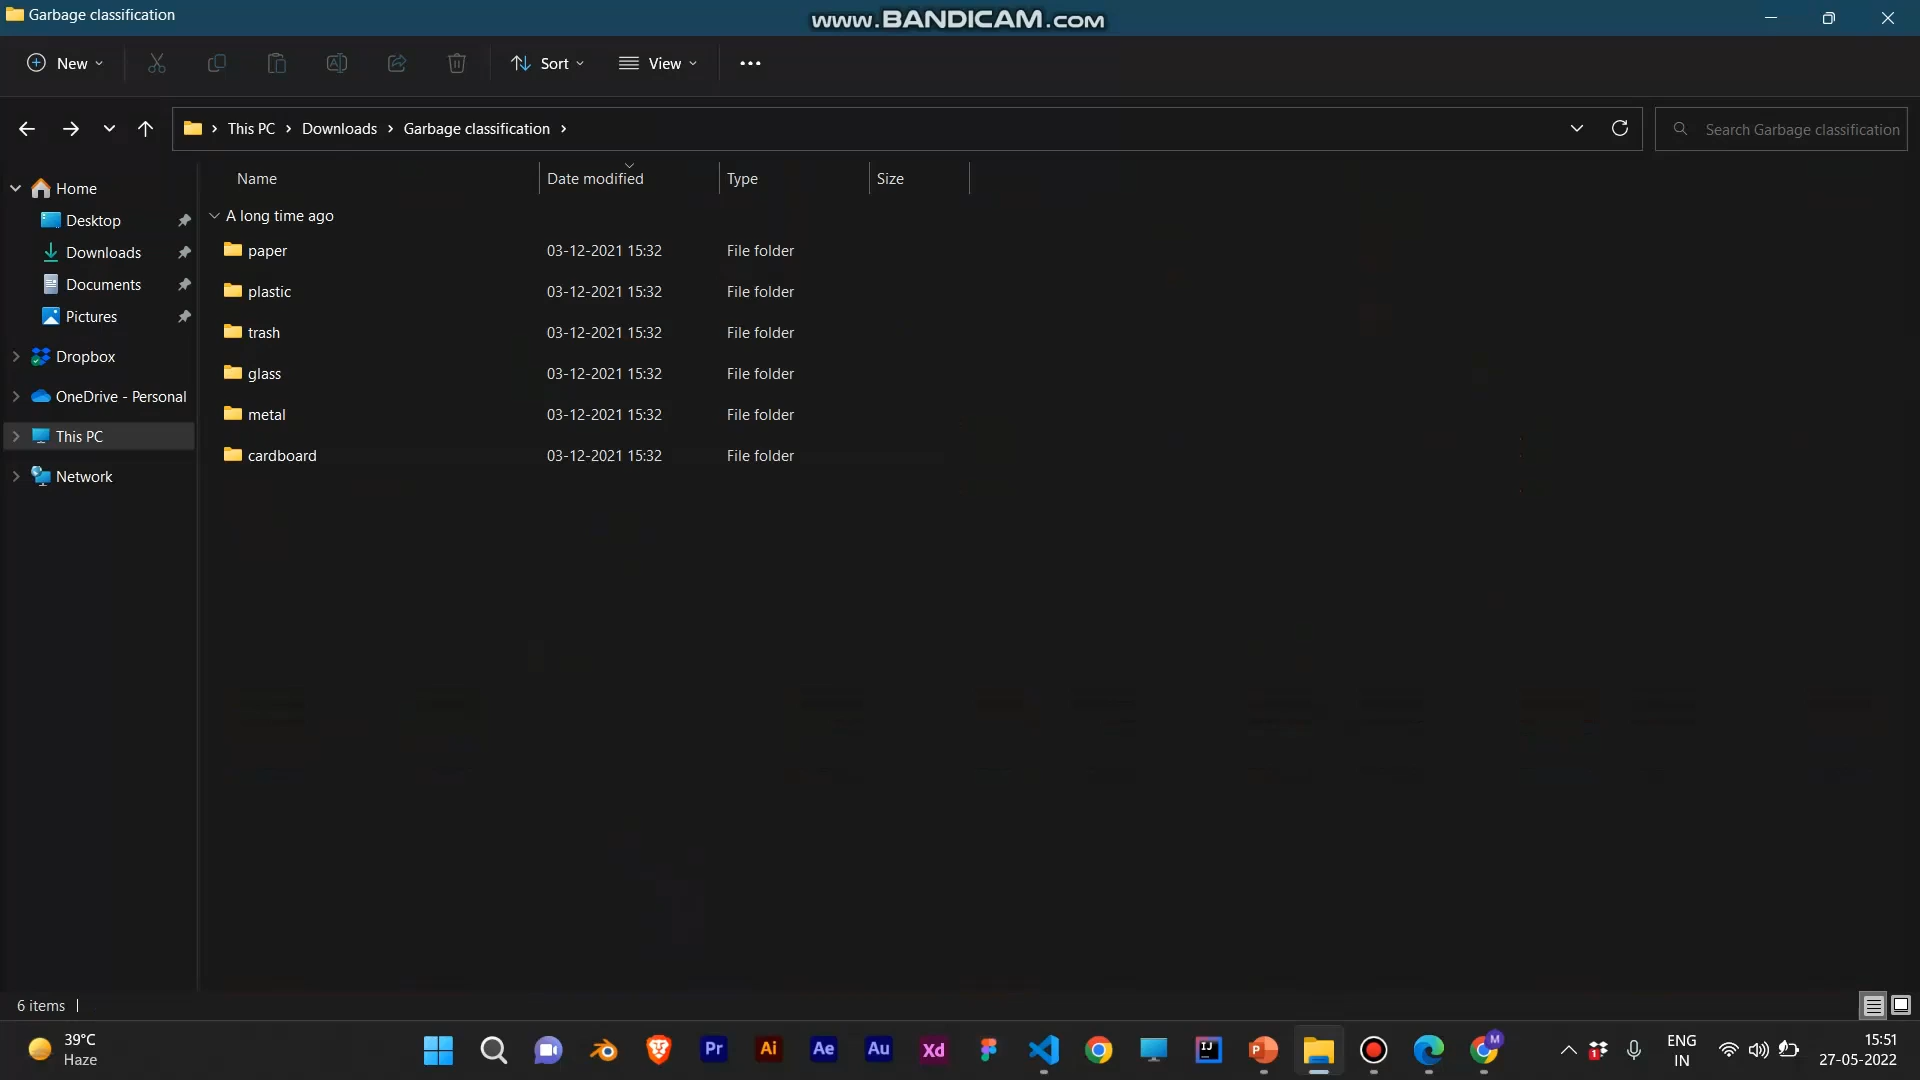 Garbage classification
www.BANDICAM.com
New
Sort
View
This PC
Downloads
Garbage classification
Search Garbage classification
Name
Date modified
Type
Size
Home
Desktop
Downloads
Documents
Pictures
Dropbox
OneDrive - Personal
This PC
Network
A long time ago
paper 03-12-2021 15:32 File folder
plastic 03-12-2021 15:32 File folder
trash 03-12-2021 15:32 File folder
glass 03-12-2021 15:32 File folder
metal 03-12-2021 15:32 File folder
cardboard 03-12-2021 15:32 File folder
6 items
39°C
Haze
Pr
Ai
Ae
Au
Xd
IJ
P
M
1
ENG
IN
15:51
27-05-2022